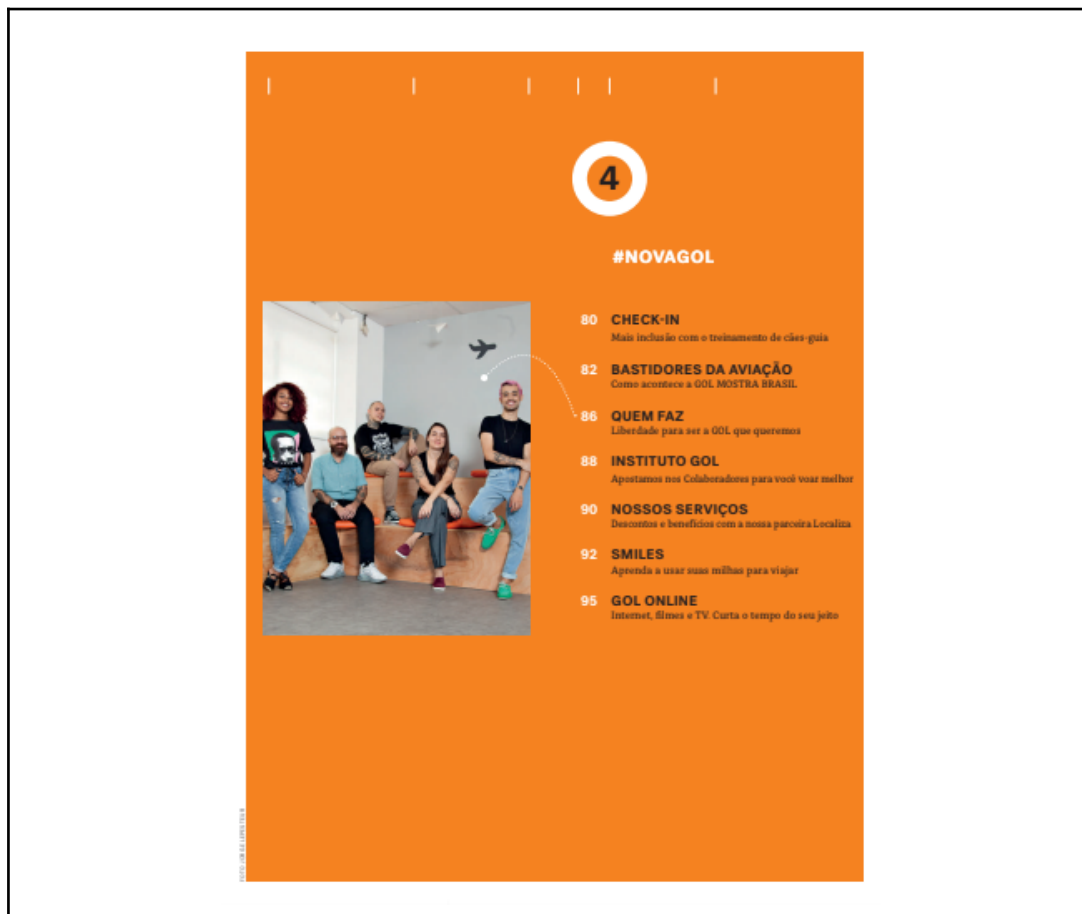 4
#NOVAGOL
80 CHECK-IN
Mais inclusão com o treinamento de cães-guia
82 BASTIDORES DA AVIAÇÃO
Como acontece a GOL MOSTRA BRASIL
86 QUEM FAZ
Liberdade para ser a GOL que queremos
88 INSTITUTO GOL
Apostamos nos Colaboradores para você voar melhor
90 NOSSOS SERVIÇOS
Descontos e benefícios com a nossa parceira Localiza
92 SMILES
Aprenda a usar suas milhas para viajar
95 GOL ONLINE
Internet, filmes e TV. Curta o tempo do seu jeito